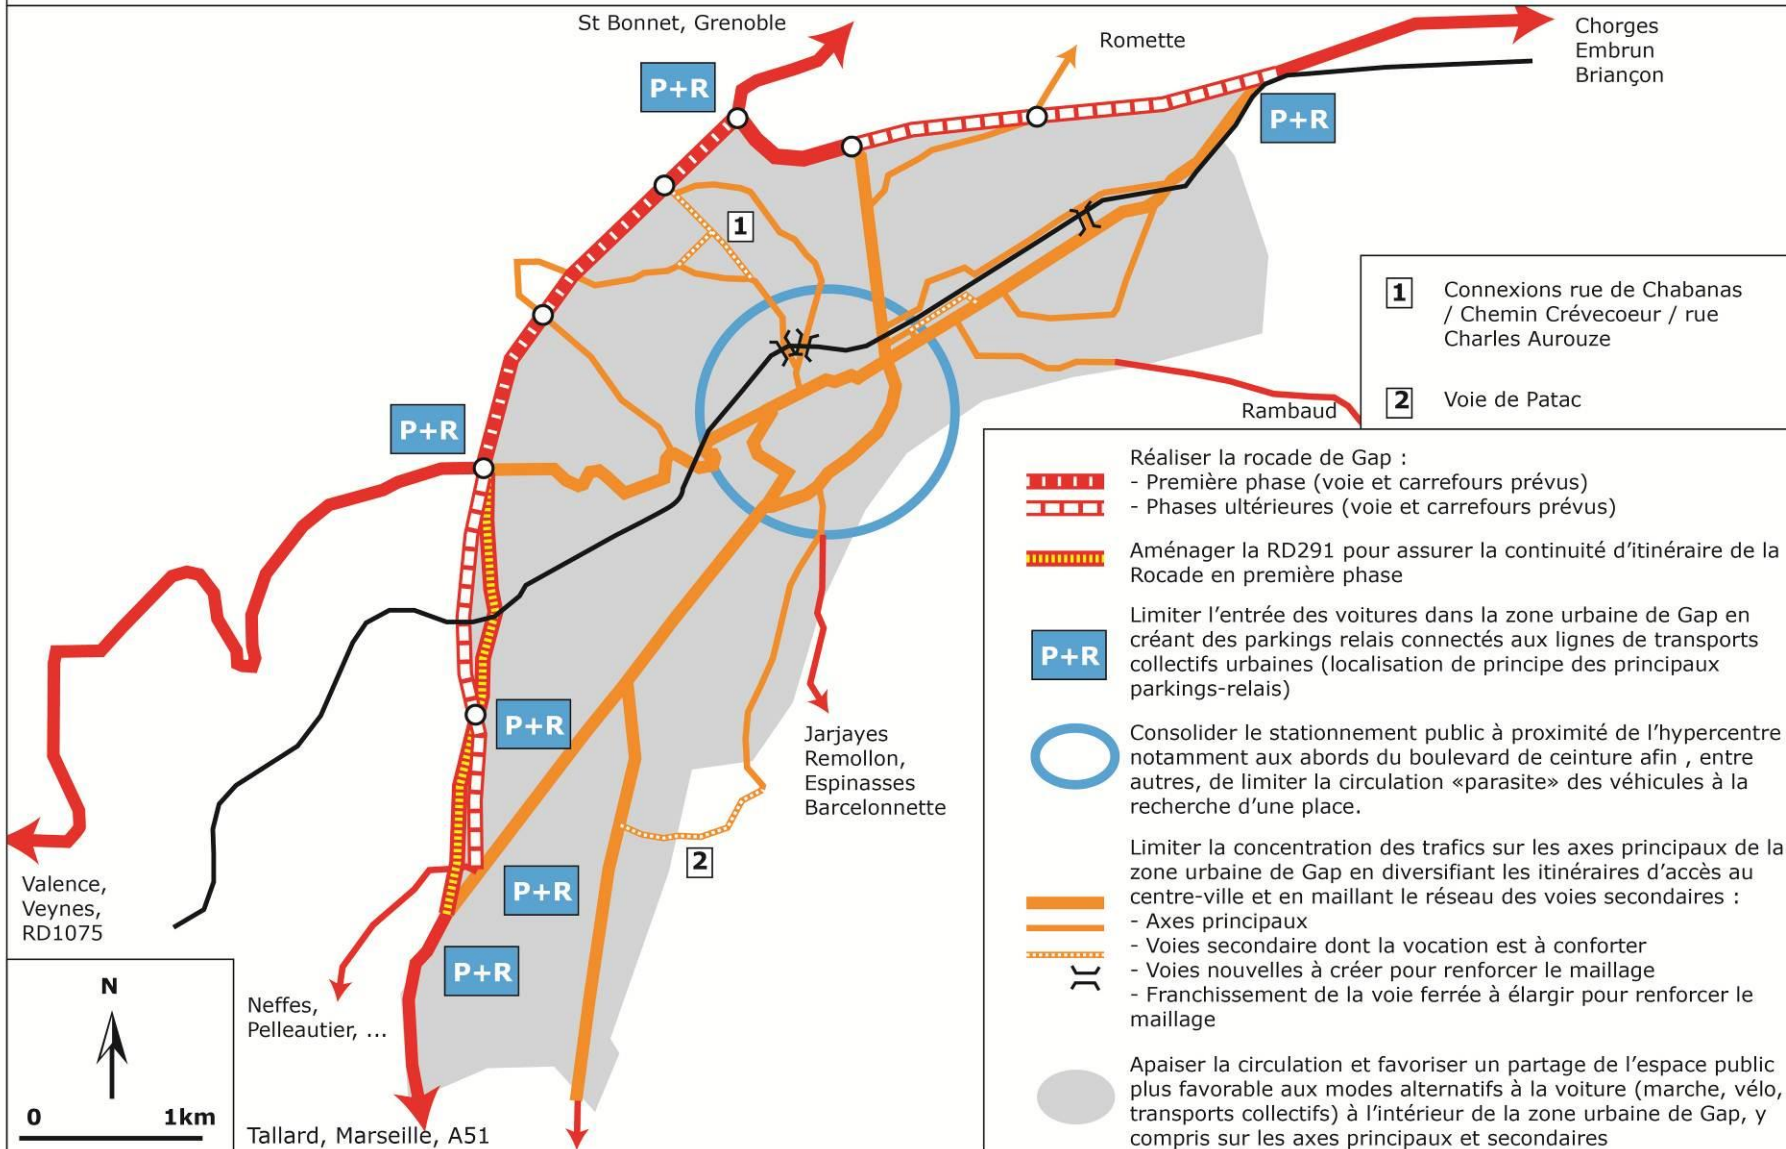 St Bonnet, Grenoble
Romette
Chorges
Embrun
Briançon
P+R
P+R
1
1 Connexions rue de Chabanas
/ Chemin Crévecoeur / rue
Charles Aurouze
2 Voie de Patac
Rambaud
P+R
Réaliser la rocade de Gap :
- Première phase (voie et carrefours prévus)
- Phases ultérieures (voie et carrefours prévus)
Aménager la RD291 pour assurer la continuité d’itinéraire de la
Rocade en première phase
Limiter l’entrée des voitures dans la zone urbaine de Gap en
créant des parkings relais connectés aux lignes de transports
collectifs urbaines (localisation de principe des principaux
parkings-relais)
P+R
Consolider le stationnement public à proximité de l’hypercentre
notamment aux abords du boulevard de ceinture afin , entre
autres, de limiter la circulation «parasite» des véhicules à la
recherche d’une place.
Limiter la concentration des trafics sur les axes principaux de la
zone urbaine de Gap en diversifiant les itinéraires d’accès au
centre-ville et en maillant le réseau des voies secondaires :
- Axes principaux
- Voies secondaire dont la vocation est à conforter
- Voies nouvelles à créer pour renforcer le maillage
- Franchissement de la voie ferrée à élargir pour renforcer le
maillage
Apaiser la circulation et favoriser un partage de l’espace public
plus favorable aux modes alternatifs à la voiture (marche, vélo,
transports collectifs) à l’intérieur de la zone urbaine de Gap, y
compris sur les axes principaux et secondaires
P+R
Jarjayes
Remollon,
Espinasses
Barcelonnette
2
P+R
P+R
Valence,
Veynes,
RD1075
Neffes,
Pelleautier, ...
N
0 1km
Tallard, Marseille, A51